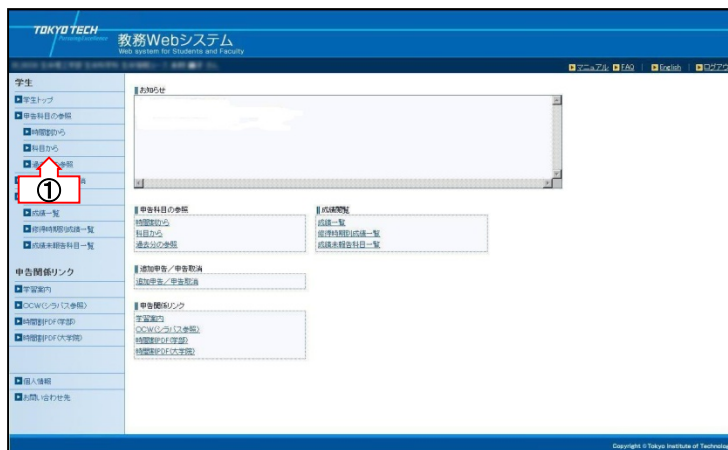 TOKYO TECH
Pursuing Excellence
教務Webシステム
Web system for Students and Faculty
マニュアル FAQ | English | ログアウ
学生
学生トップ
申告科目の参照
時間割から
科目から
①
成績一覧
修得時期別成績一覧
成績未報告科目一覧
申告関係リンク
学習案内
OCW(シラバス参照)
時間割PDF(学部)
時間割PDF(大学院)
個人情報
お問い合わせ先
お知らせ
申告科目の参照
時間割から
科目から
過去分の参照
成績閲覧
成績一覧
修得時期別成績一覧
成績未報告科目一覧
追加申告/申告取消
追加申告/申告取消
申告関係リンク
学習案内
OCW(シラバス参照)
時間割PDF(学部)
時間割PDF(大学院)
Copyright © Tokyo Institute of Technolog